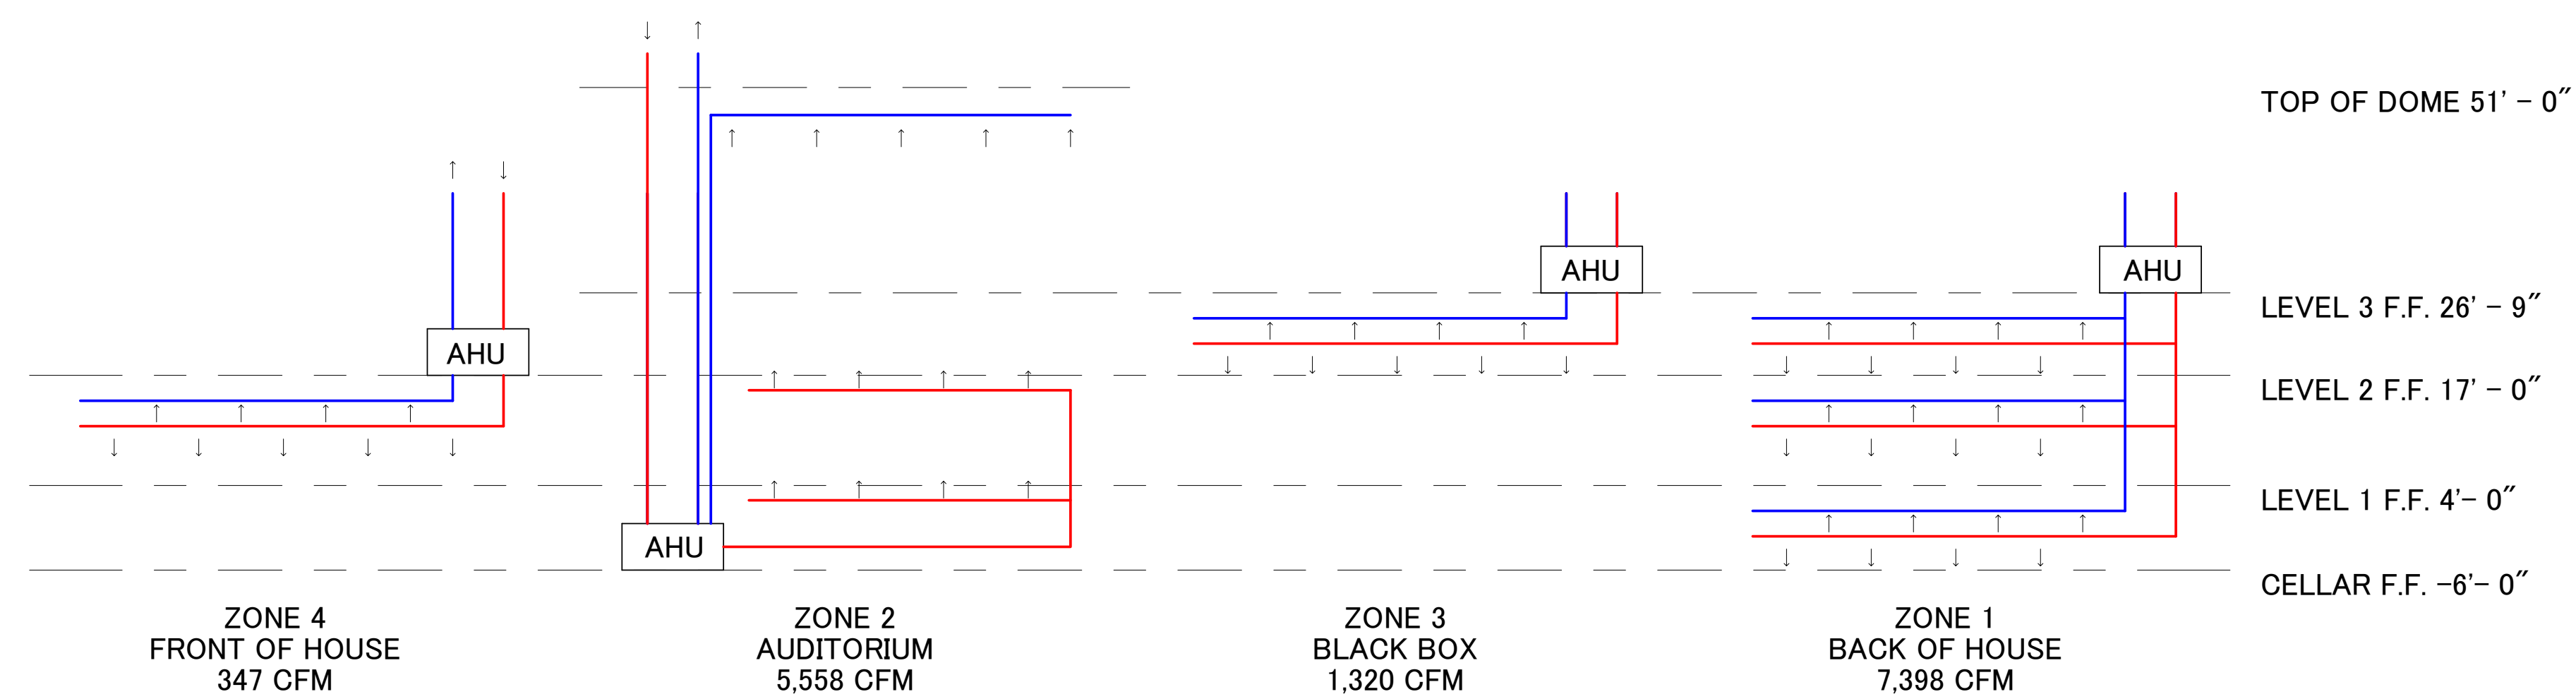 TOP OF DOME 51' - 0"
AHU
AHU
LEVEL 3 F.F. 26' - 9"
AHU
LEVEL 2 F.F. 17' - 0"
LEVEL 1 F.F. 4'- 0"
AHU
CELLAR F.F. -6'- 0"
ZONE 4
FRONT OF HOUSE
347 CFM
ZONE 2
AUDITORIUM
5,558 CFM
ZONE 3
BLACK BOX
1,320 CFM
ZONE 1
BACK OF HOUSE
7,398 CFM